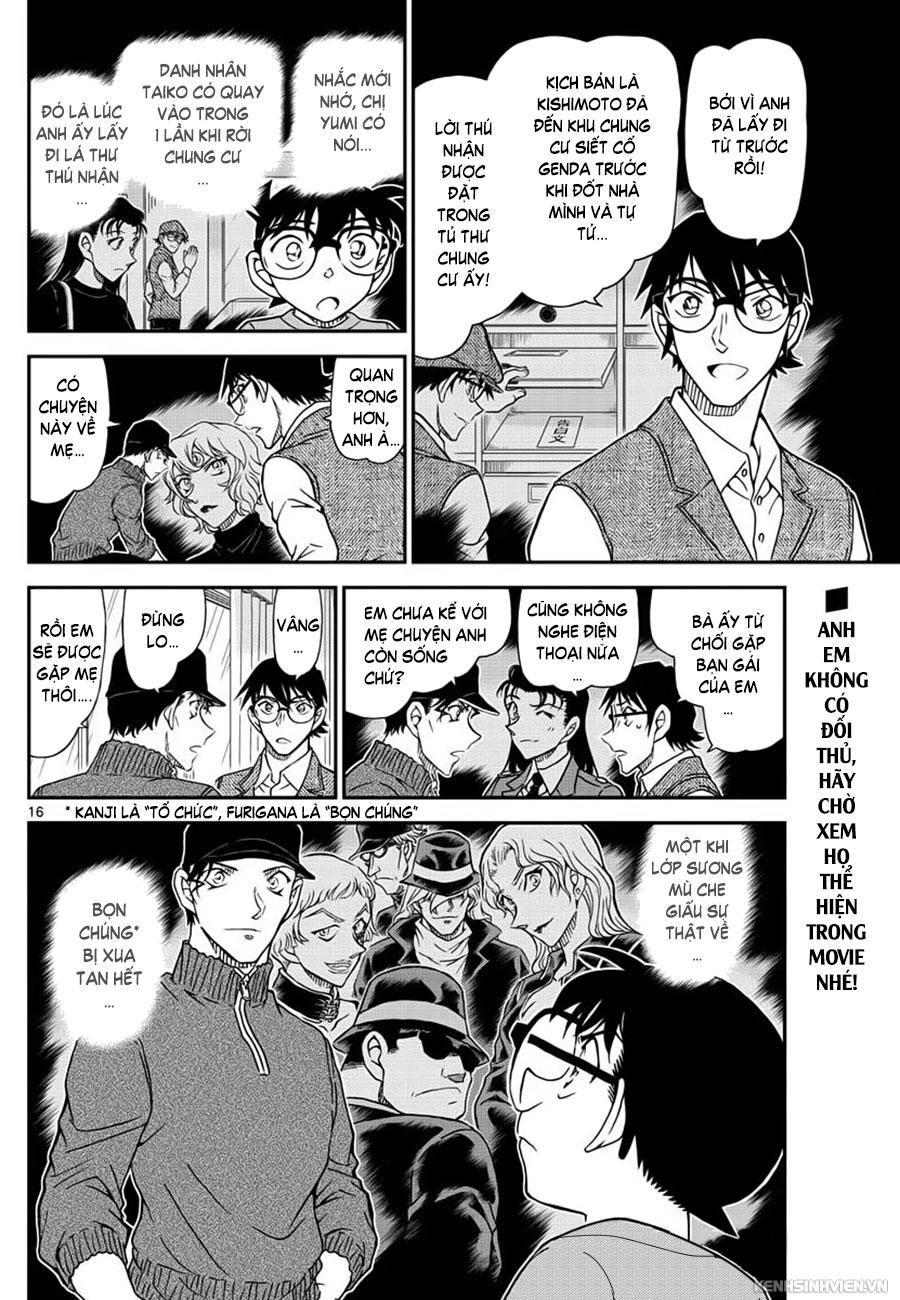 BỞI VÌ ANH
ĐÃ LẤY ĐI
TỪ TRƯỚC
RỒI!
KỊCH BẢN LÀ
KISHIMOTO ĐÃ
ĐẾN KHU CHUNG
CƯ SIẾT CỔ
GENDA TRƯỚC
KHI ĐỐT NHÀ
MÌNH VÀ TỰ
TỬ...
LỜI THÚ
NHẬN
ĐƯỢC
ĐẶT
TRONG
TỦ THƯ
CHUNG
CƯ ẤY!
告白文
NHẮC MỚI
NHỚ, CHỊ
YUMI CÓ
NÓI...
DANH NHÂN
TAIKO CÓ QUAY
VÀO TRONG
1 LẦN KHI RỜI
CHUNG CƯ
...
ĐÓ LÀ LÚC
ANH ẤY LẤY
ĐI LÁ THƯ
THÚ NHẬN
...
QUAN
TRỌNG
HƠN,
ANH À...
CÓ
CHUYỆN
NÀY VỀ
MẸ...
BÀ ẤY TỪ
CHỐI GẶP
BẠN GÁI
CỦA EM
...
CŨNG KHÔNG
NGHE ĐIỆN
THOẠI NỮA
...
EM CHƯA KỂ VỚI
MẸ CHUYỆN ANH
CÒN SỐNG
CHỨ?
VÂNG
...
ĐỪNG
LO...
RỒI EM
SẼ ĐƯỢC
GẶP MẸ
THÔI....
16
* KANJI LÀ "TỔ CHỨC", FURIGANA LÀ "BỌN CHÚNG"
MỘT KHI
LỚP SƯƠNG
MÙ CHE
GIẤU SỰ
THẬT VỀ
...
BỌN
CHÚNG*
BỊ XUA
TAN HẾT
...
ANH
EM
KHÔNG
CÓ
ĐỐI
THỦ,
HÃY
CHỜ
XEM
HỌ
THỂ
HIỆN
TRONG
MOVIE
NHÉ!
KENHSINHVIEN.VN